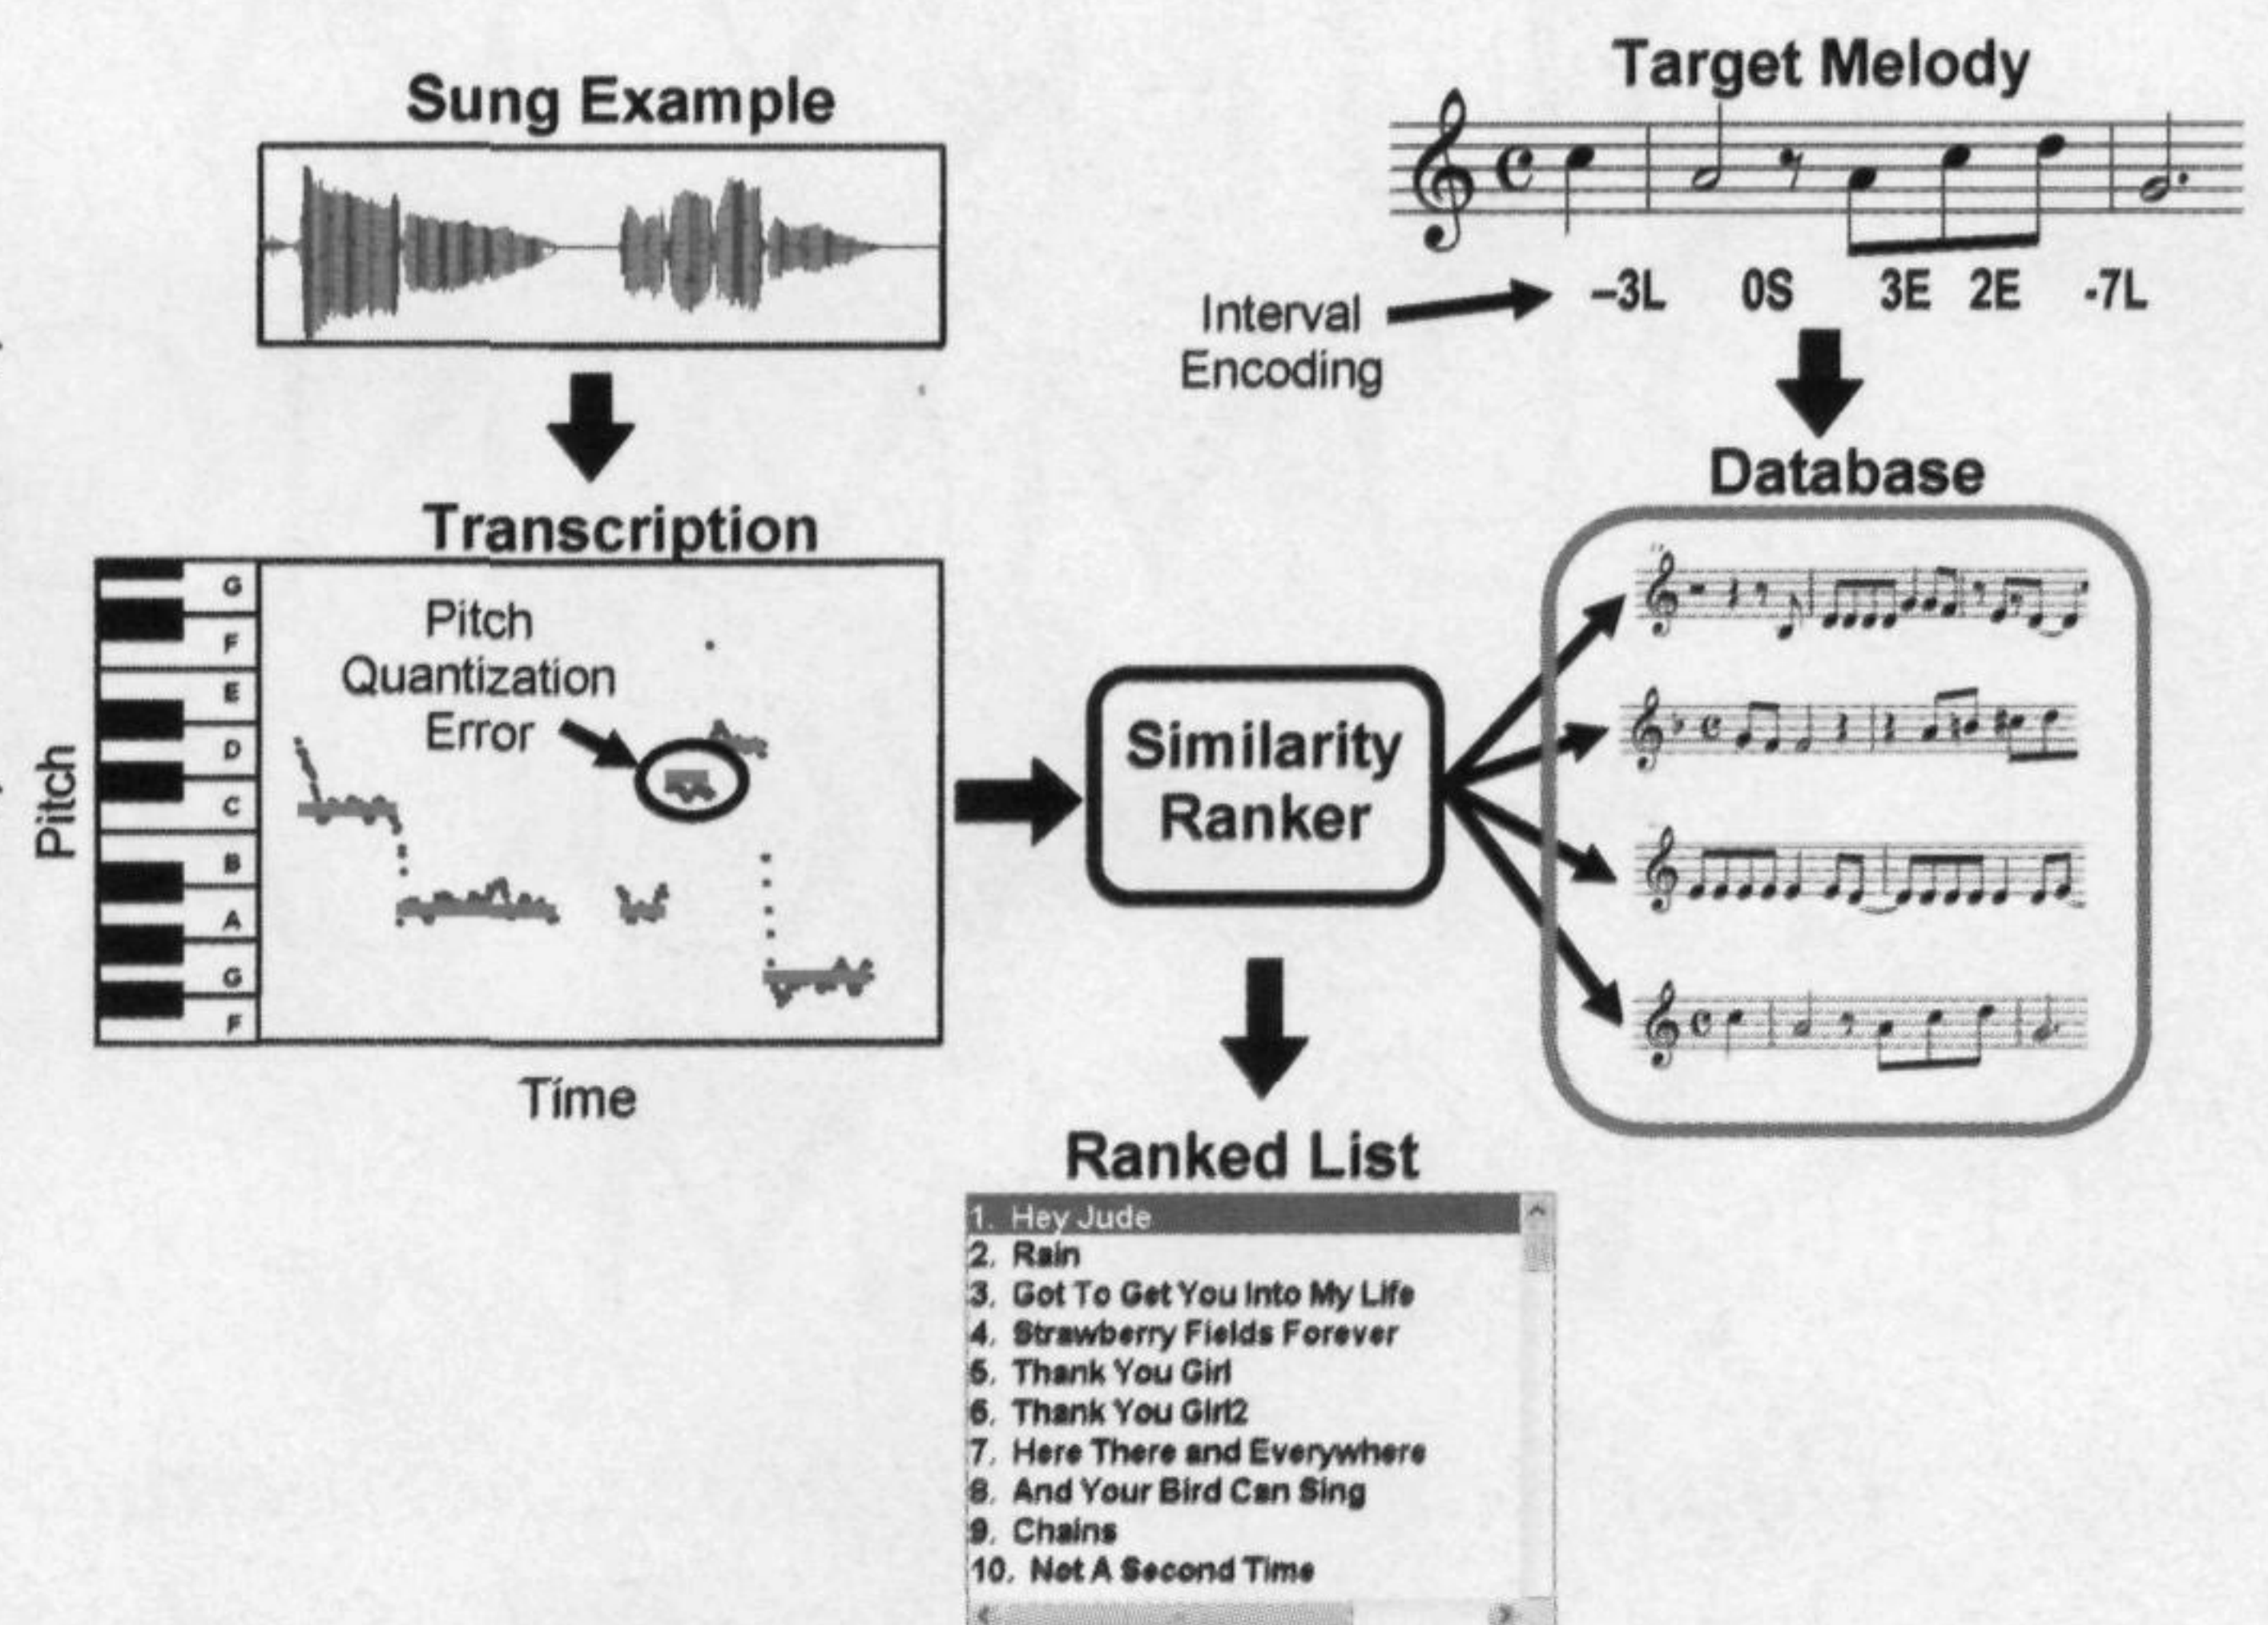 Sung Example
Target Melody
Interval
Encoding
–3L 0S 3E 2E -7L
Transcription
Database
Pitch
G
F
E
D
C
B
A
G
F
Pitch
Quantization
Error
Time
Similarity
Ranker
Ranked List
1. Hey Jude
2. Rain
3. Got To Get You Into My Life
4. Strawberry Fields Forever
5. Thank You Girl
6. Thank You Girl2
7. Here There and Everywhere
8. And Your Bird Can Sing
9. Chains
10. Not A Second Time